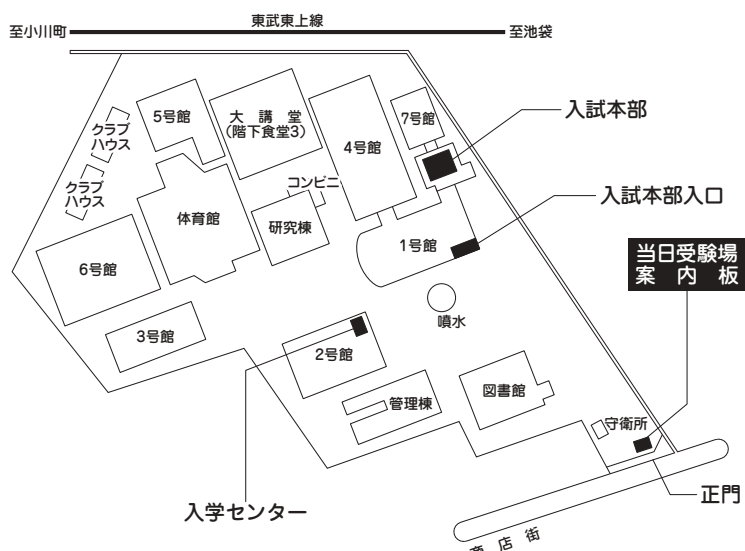 東武東上線
至小川町
至池袋
5号館
大講堂
(階下食堂3)
7号館
入試本部
クラブ
ハウス
4号館
コンビニ
クラブ
ハウス
体育館
研究棟
入試本部入口
1号館
当日受験場
案内板
6号館
噴水
3号館
2号館
図書館
管理棟
守衛所
正門
入学センター
店街